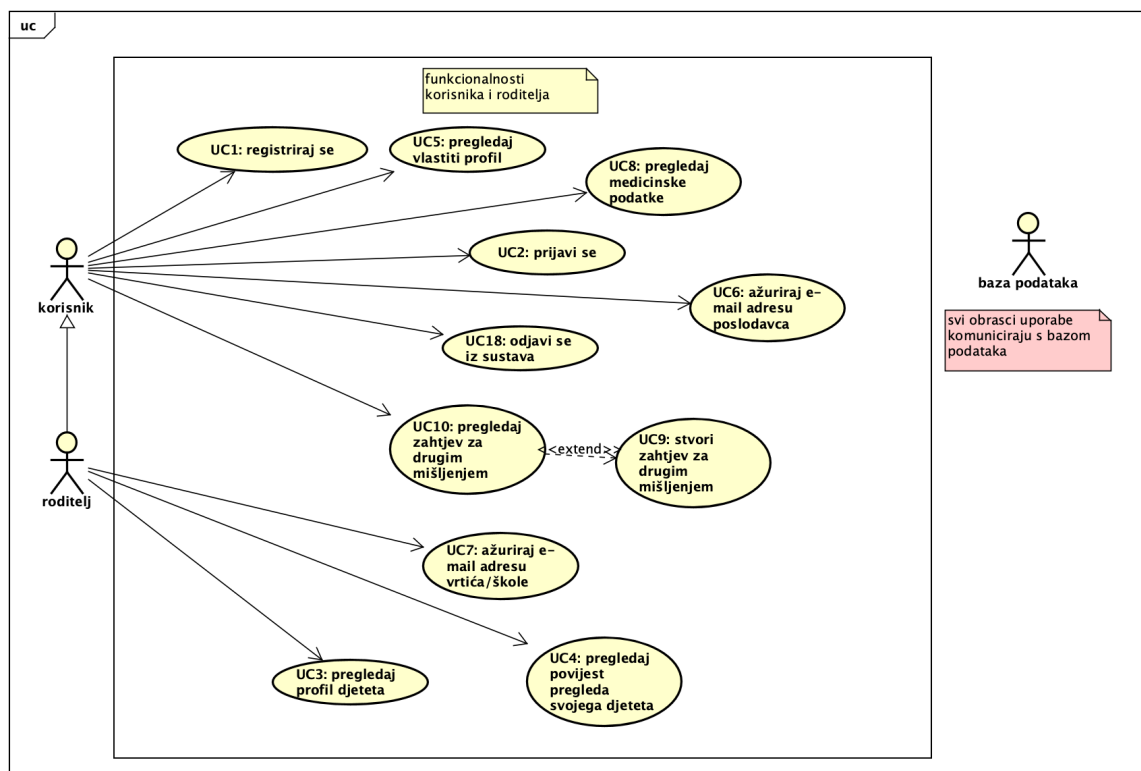 uc
funkcionalnosti
korisnika i roditelja
UC1: registriraj se
UC5: pregledaj
vlastiti profil
UC8: pregledaj
medicinske
podatke
UC2: prijavi se
korisnik
baza podataka
UC6: ažuriraj e-
mail adresu
poslodavca
svi obrasci uporabe
komuniciraju s bazom
podataka
UC18: odjavi se
iz sustava
UC10: pregledaj
zahtjev za
drugim
mišljenjem
<extend>
UC9: stvori
zahtjev za
drugim
mišljenjem
roditelj
UC7: ažuriraj e-
mail adresu
vrtića/škole
UC3: pregledaj
profil djeteta
UC4: pregledaj
povijest
pregleda
svojega djeteta